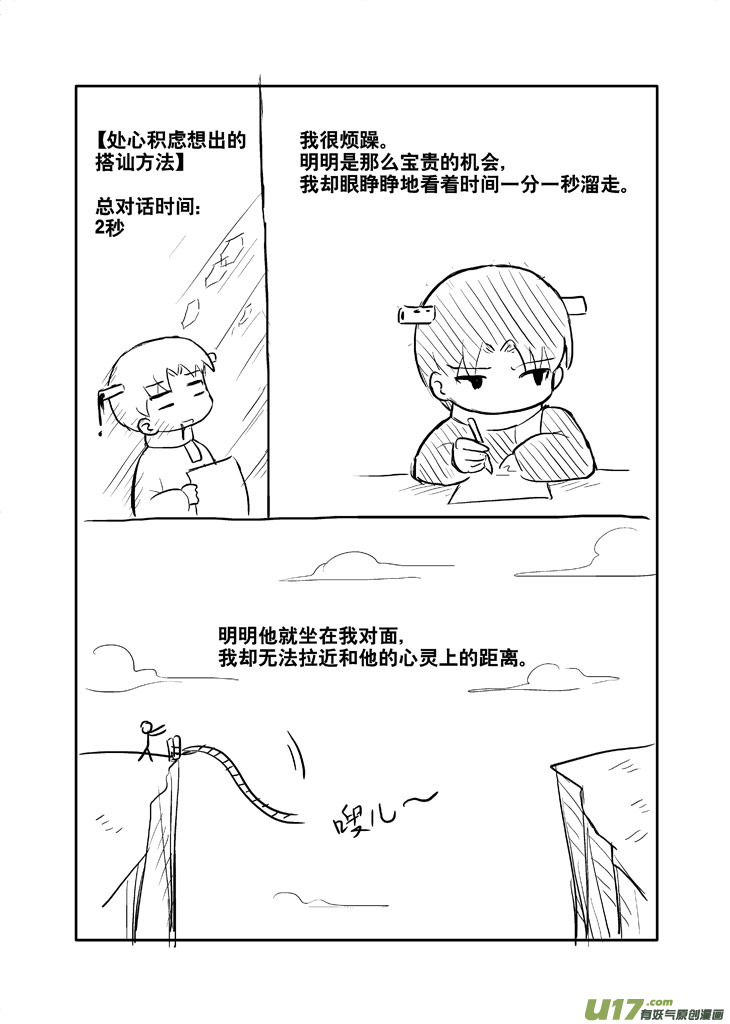 我很烦躁。
明明是那么宝贵的机会，
我却眼睁睁地看着时间一分一秒溜走。
【处心积虑想出的
搭讪方法】
总对话时间：
2秒
明明他就坐在我对面，
我却无法拉近和他的心灵上的距离。
嗖儿～
U17.com
有妖气原创漫画